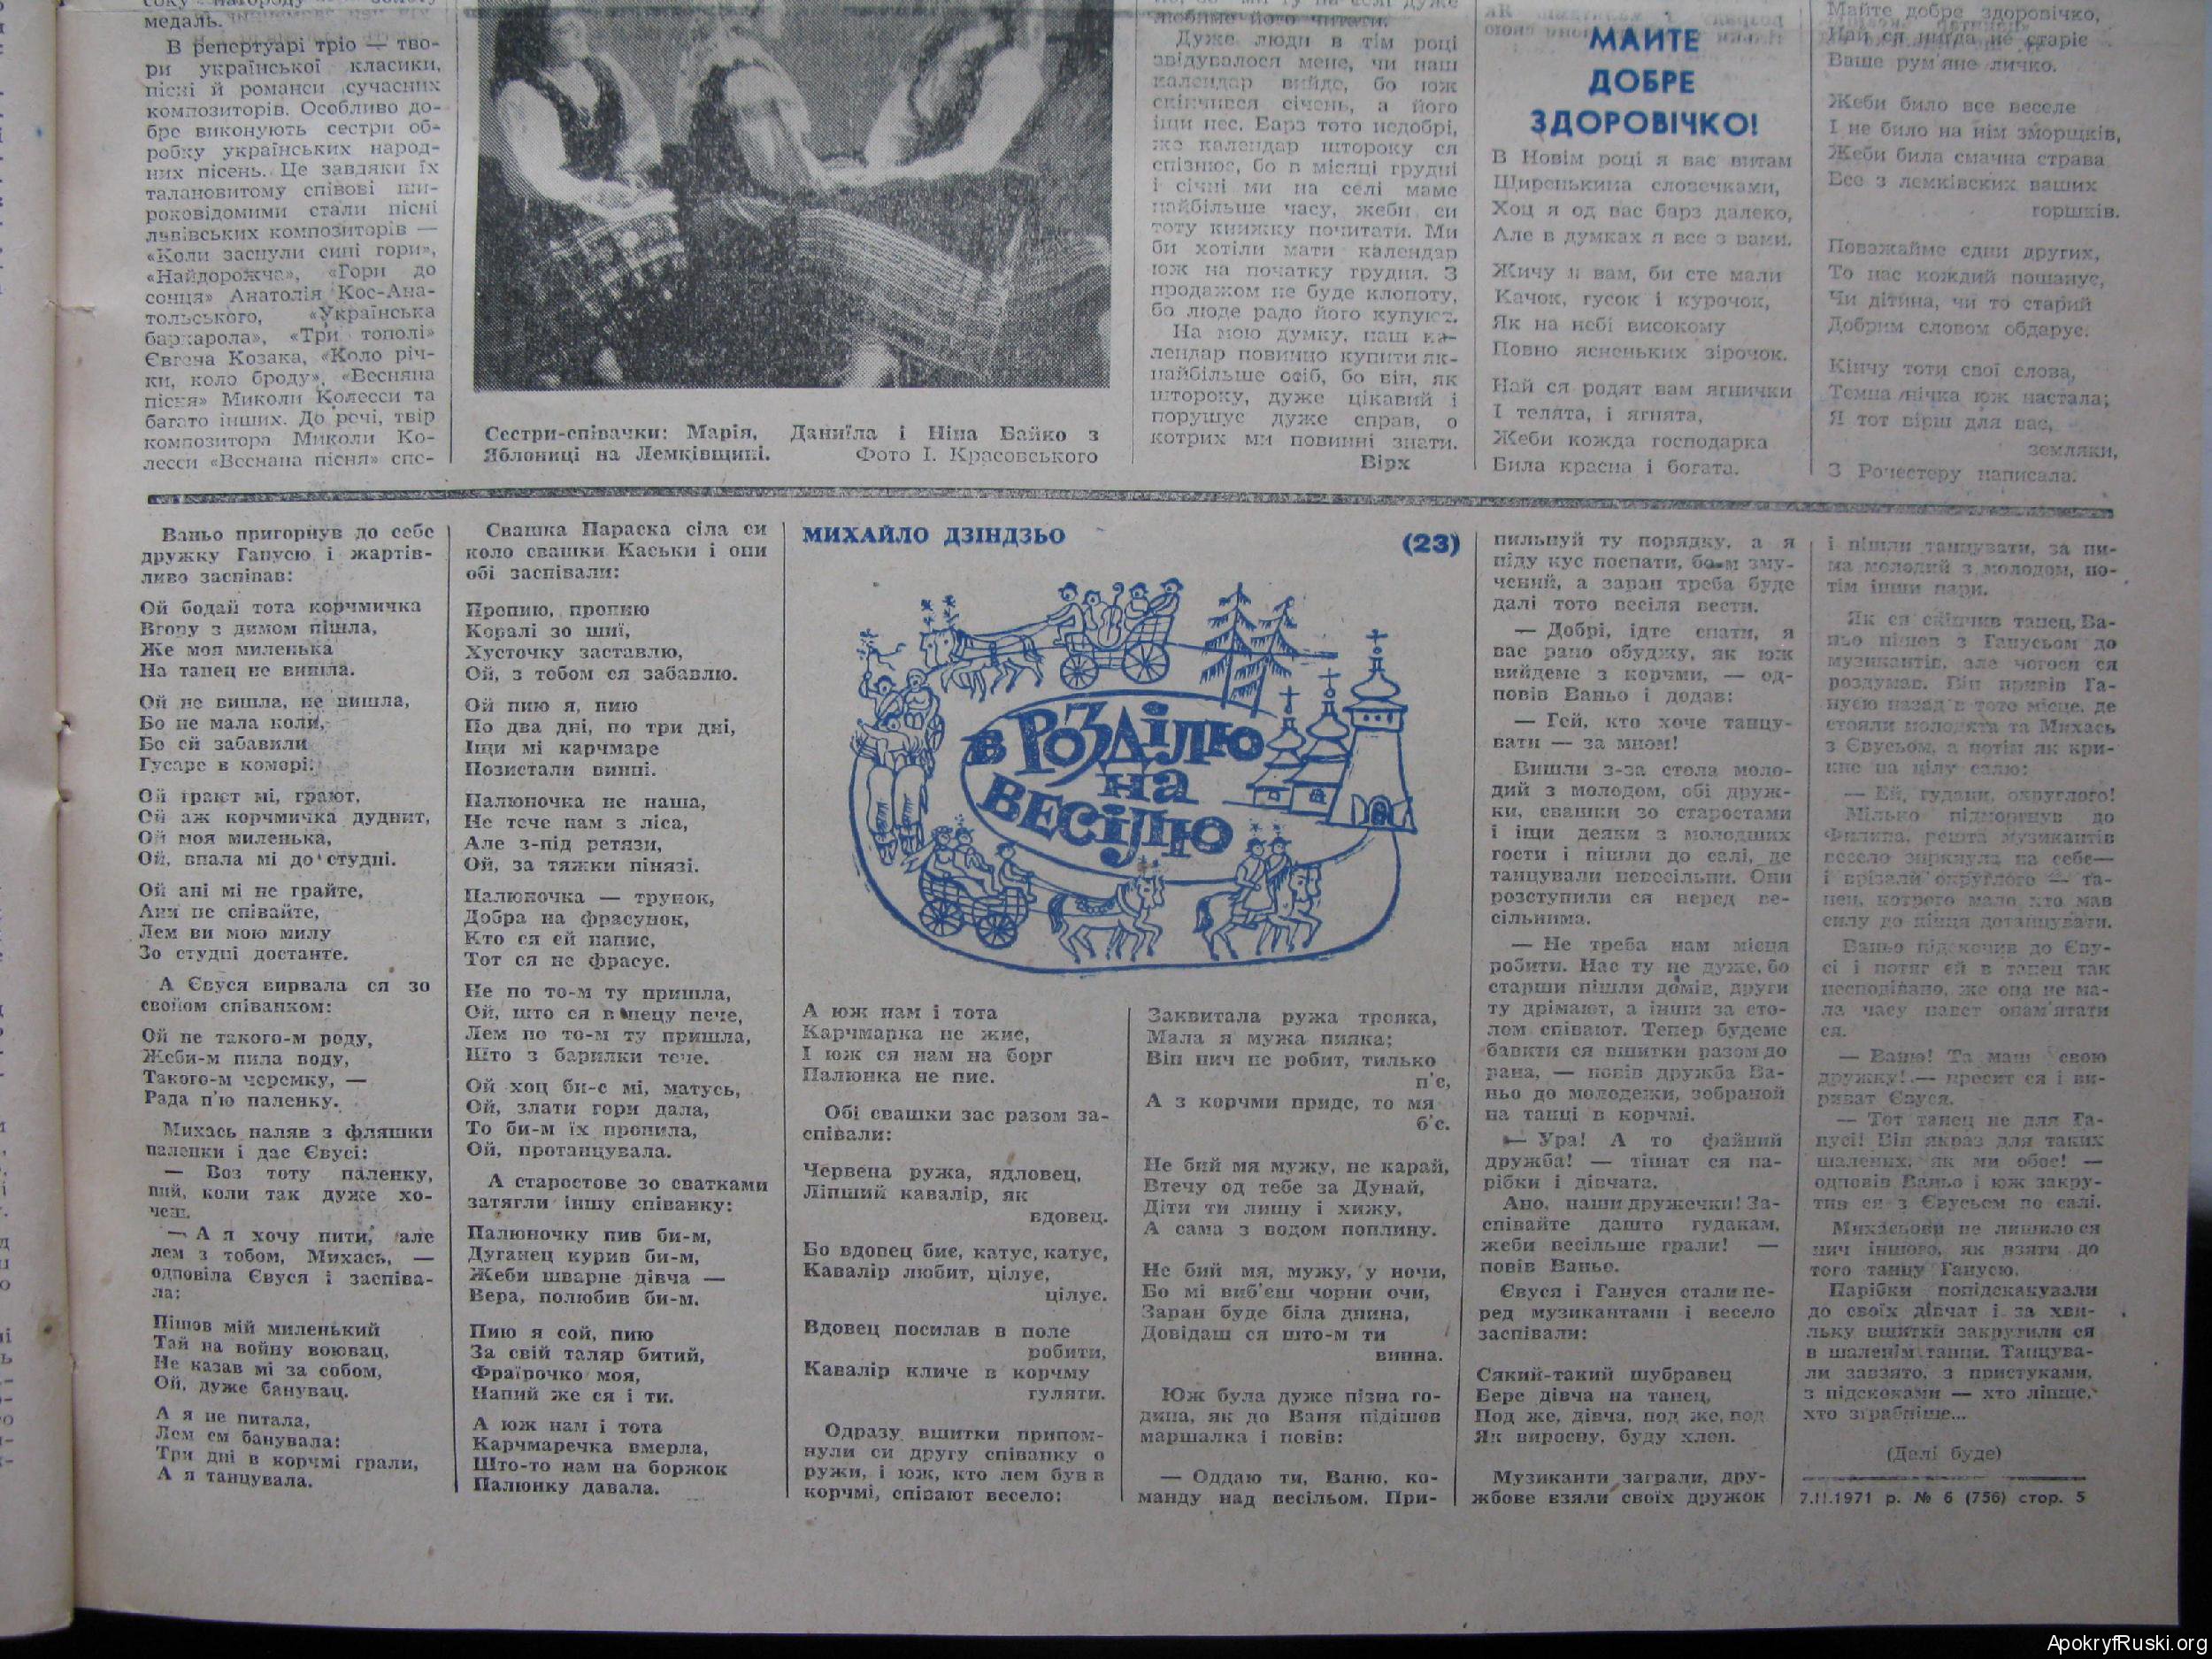 медаль.
В репертуарі тріо — тво-
ри української класики,
пісні й романси сучасних
композиторів. Особливо до-
бре виконують сестри об-
робку українських народ-
них пісень. Це завдяки їх
талановитому співові ши-
роковідомими стали пісні
львівських композиторів —
«Коли заснули сині гори»,
«Найдорожча», «Гори до
сонця» Анатолія Кос-Ана-
тольського, «Українська
баркарола», «Три тополі»
Євгена Козака, «Коло річ-
ки, коло броду», «Весняна
пісня» Миколи Колесси та
багато інших. До речі, твір
композитора Миколи Ко-
лесси «Веснана пісня» спе-
Сестри-співачки: Марія, Даниїла і Ніна Байко з
Яблониці на Лемківщині. Фото І. Красовського
любиме його читати.
Дуже люди в тім році
звідувалося мене, чи наш
календар вийде, бо юж
скінчився січень, а його
іщи нес. Барз тото недобрі,
же календар штороку ся
спізнює, бо в місяці грудні
і січні ми на селі маме
найбільше часу, жеби си
тоту книжку почитати. Ми
би хотіли мати календар
юж на початку грудня. З
продажом не буде клопоту,
бо люде радо його купуют.
На мою думку, наш ка-
лендар повинно купити як-
найбільше осіб, бо він, як
штороку, дуже цікавий і
порушує дуже справ, о
котрих ми повинні знати.
Вірх
МАЙТЕ
ДОБРЕ
ЗДОРОВІЧКО!
В Новім році я вас витам
Щиренькима словечками,
Хоц я од вас барз далеко,
Але в думках я все з вами.
Жичу я вам, би сте мали
Качок, гусок і курочок,
Як на небі високому
Повно ясненьких зірочок.
Най ся родят вам ягнички
І телята, і ягнята,
Жеби кожда господарка
Била красна і богата.
Майте добре здоровічко,
Най ся нигда не старіє
Ваше рум'яне личко.
Жеби било все веселе
І не било на нім зморщків,
Жеби била смачна страва
Все з лемківских ваших
горшків.
Поважайме єдни других,
То нас кождий пошанує,
Чи дітина, чи то старий
Добрим словом обдарує.
Кінчу тоти свої слова,
Темна нічка юж настала;
Я тот вірш для вас,
земляки,
З Рочестеру написала.
Ваньо пригорнув до себе
дружку Ганусю і жартів-
ливо заспівав:
Ой бодай тота корчмичка
Вгору з димом пішла,
Же моя миленька
На танец не вишла.
Ой не вишла, не вишла,
Бо не мала коли,
Бо єй забавили
Гусаре в коморі.
Ой грают мі, грают,
Ой аж корчмичка дуднит,
Ой моя миленька,
Ой, впала мі до студні.
Ой ані мі не грайте,
Ани не співайте,
Лем ви мою милу
Зо студні достанте.
А Євуся вирвала ся зо
своїом співанком:
Ой не такого-м роду,
Жеби-м пила воду,
Такого-м черемку, —
Рада п'ю паленку.
Михась наляв з фляшки
паленки і дає Євусі:
— Воз тоту паленку,
пий, коли так дуже хо-
чеш.
— А я хочу пити, але
лем з тобом, Михась, —
одповіла Євуся і заспіва-
ла:
Пішов мій миленький
Тай на войну воювац,
Не казав мі за собом,
Ой, дуже банувац.
А я не питала,
Лем єм банувала:
Три дні в корчмі грали,
А я танцувала.
Свашка Параска сіла си
коло свашки Каськи і они
обі заспівали:
Пропию, пропию
Коралі зо шиї,
Хусточку заставлю,
Ой, з тобом ся забавлю.
Ой пию я, пию
По два дні, по три дні,
Іщи мі карчмаре
Позистали винні.
Палюночка не наша,
Не тече нам з ліса,
Але з-під ретязи,
Ой, за тяжки пінязі.
Палюночка — трунок,
Добра на фрасунок,
Кто ся єй напиє,
Тот ся не фрасує.
Не по то-м ту пришла,
Ой, што ся в пецу пече,
Лем по то-м ту пришла,
Што з барилки тече.
Ой хоц би-с мі, матусь,
Ой, злати гори дала,
То би-м їх пропила,
Ой, протанцувала.
А старостове зо сватками
затягли іншу співанку:
Палюночку пив би-м,
Дуганец курив би-м,
Жеби шварне дівча —
Вера, полюбив би-м.
Пию я сой, пию
За свій таляр битий,
Фраїрочко моя,
Напий же ся і ти.
А юж нам і тота
Карчмаречка вмерла,
Што-то нам на боржок
Палюнку давала.
МИХАЙЛО ДЗІНДЗЬО
(23)
в РОЗДіЛЮ
на
ВЕСіЛЮ
А юж нам і тота
Карчмарка не жиє,
І юж ся нам на борг
Палюнка не пиє.
Обі свашки зас разом за-
співали:
Червена ружа, ядловец,
Ліпший кавалір, як
вдовец.
Бо вдовец биє, катує, катує,
Кавалір любит, цілує,
цілує.
Вдовец посилав в поле
робити,
Кавалір кличе в корчму
гуляти.
Одразу вшитки припом-
нули си другу співанку о
ружи, і юж, кто лем був в
корчмі, співают весело:
Заквитала ружа трояка,
Мала я мужа пияка;
Він нич не робит, тилько
п'є,
А з корчми приде, то мя
б'є.
Не бий мя мужу, не карай,
Втечу од тебе за Дунай,
Діти ти лишу і хижу,
А сама з водом поплину.
Не бий мя, мужу, у ночи,
Бо мі виб'єш чорни очи,
Заран буде біла днина,
Довідаш ся што-м ти
винна.
Юж була дуже пізна го-
дина, як до Ваня підішов
маршалка і повів:
— Оддаю ти, Ваню, ко-
манду над весільом. При-
пильнуй ту порядку, а я
піду кус поспати, бо-м зму-
чений, а заран треба буде
далі тото весіля вести.
— Добрі, ідте спати, я
вас рано обуджу, як юж
вийдеме з корчми, — од-
повів Ваньо і додав:
— Гей, кто хоче танцу-
вати — за мном!
Вишли з-за стола моло-
дий з молодом, обі друж-
ки, свашки зо старостами
і іщи деяки з молодших
гости і пішли до салі, де
танцували невесільни. Они
розступили ся перед ве-
сільнима.
— Не треба нам місця
робити. Нас ту не дуже, бо
старши пішли домів, други
ту дрімают, а інши за сто-
лом співают. Тепер будеме
бавити ся вшитки разом до
рана, — повів дружба Ва-
ньо до молодежи, зобраной
на танці в корчмі.
— Ура! А то файний
дружба! — тішат ся па-
рібки і дівчата.
Ано, наши дружечки! За-
співайте дашто гудакам,
жеби весільше грали! —
повів Ваньо.
Євуся і Гануся стали пе-
ред музикантами і весело
заспівали:
Сякий-такий шубравец
Бере дівча на танец,
Под же, дівча, под же, под
Як виросну, буду хлоп.
Музиканти заграли, дру-
жбове взяли своїх дружок
і пішли танцувати, за ни-
ма молодий з молодом, по-
тім інши пари.
Як ся скінчив танец, Ва-
ньо пішов з Ганусьом до
музикантів, але чогоси ся
роздумав. Він привів Га-
нусю назад в тото місце, де
стояли молодята та Михась
з Євусьом, а потім як кри-
кне на цілу салю:
— Ей, гудаци, округлого!
Мілько підморгнув до
Филипа, решта музикантів
весело зиркнула на себе—
і врізали округлого — та-
нец, котрого мало хто мав
силу до кінця дотанцувати.
Ваньо підскочив до Єву-
сі і потяг єй в танец так
несподівано, же она не ма-
ла часу навет опам'ятати
ся.
— Ваню! Та маш свою
дружку! — просит ся і ви-
риват Євуся.
— Тот танец не для Га-
нусі! Він якраз для таких
шалених, як ми обоє! —
одповів Ваньо і юж закру-
тив ся з Євусьом по салі.
Михасьови не лишило ся
нич іншого, як взяти до
того танцу Ганусю.
Парібки попідскакували
до своїх дівчат і за хви-
льку вшитки закрутили ся
в шаленім танци. Танцува-
ли завзято, з приступами,
з підскоками — хто ліпше,
хто зграбніше...
(Далі буде)
7.II.1971 р. № 6 (756) стор. 5
ApokryfRuski.org